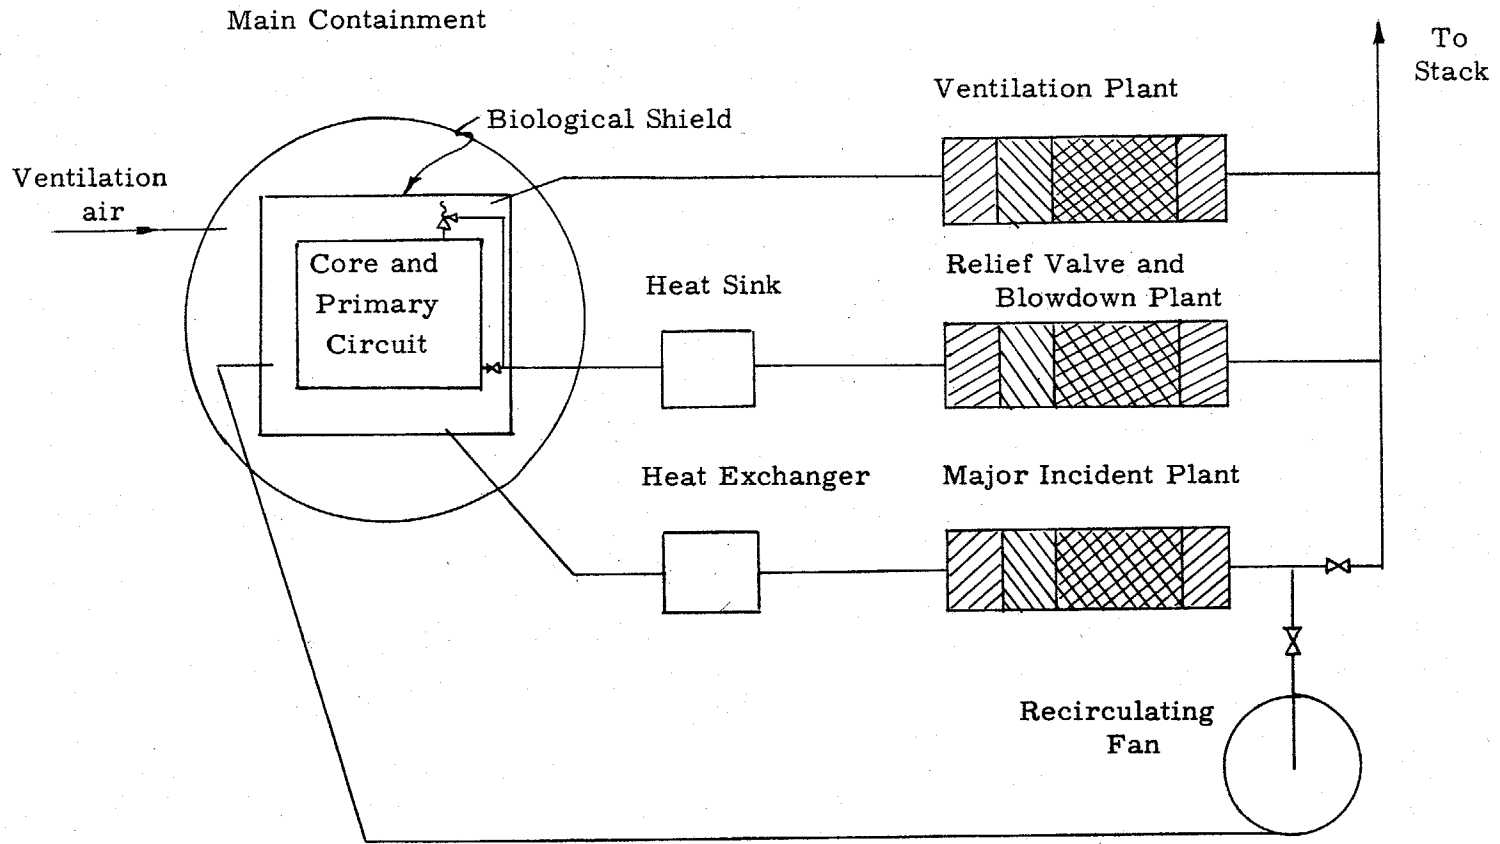 Main Containment
To
Stack
Ventilation Plant
Biological Shield
Ventilation
air
Core and
Primary
Circuit
Heat Sink
Relief Valve and
Blowdown Plant
Heat Exchanger
Major Incident Plant
Recirculating
Fan